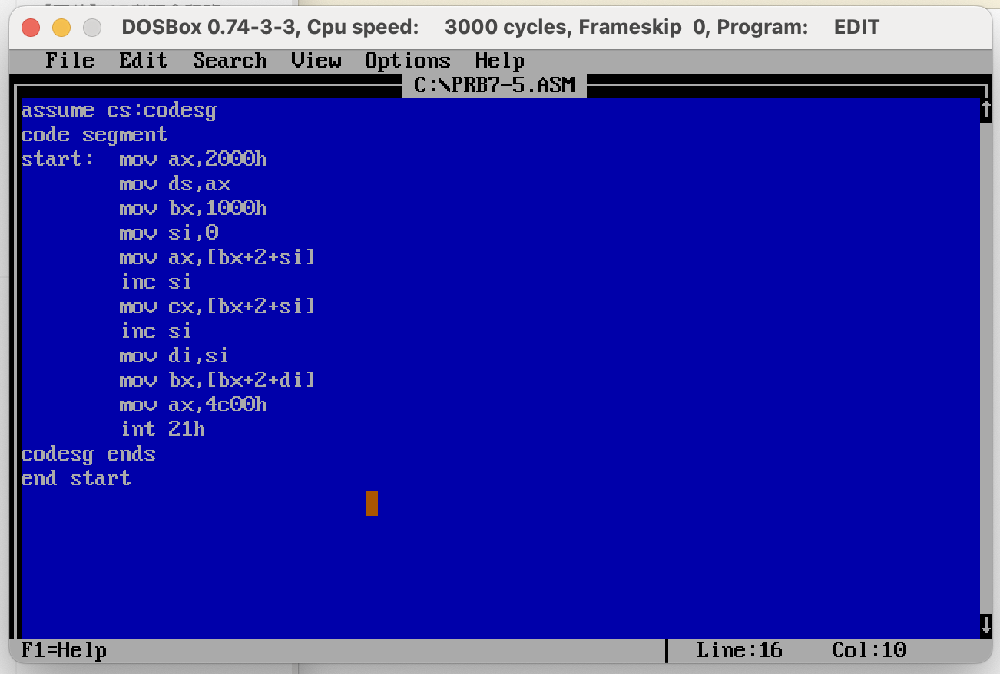 DOSBox 0.74-3-3, Cpu speed: 3000 cycles, Frameskip 0, Program: EDIT
File Edit Search View Options Help
C:\PRB7-5.ASM
assume cs:codesg
code segment
start: mov ax,2000h
mov ds,ax
mov bx,1000h
mov si,0
mov ax,[bx+2+si]
inc si
mov cx,[bx+2+si]
inc si
mov di,si
mov bx,[bx+2+di]
mov ax,4c00h
int 21h
codesg ends
end start
F1=Help Line:16 Col:10